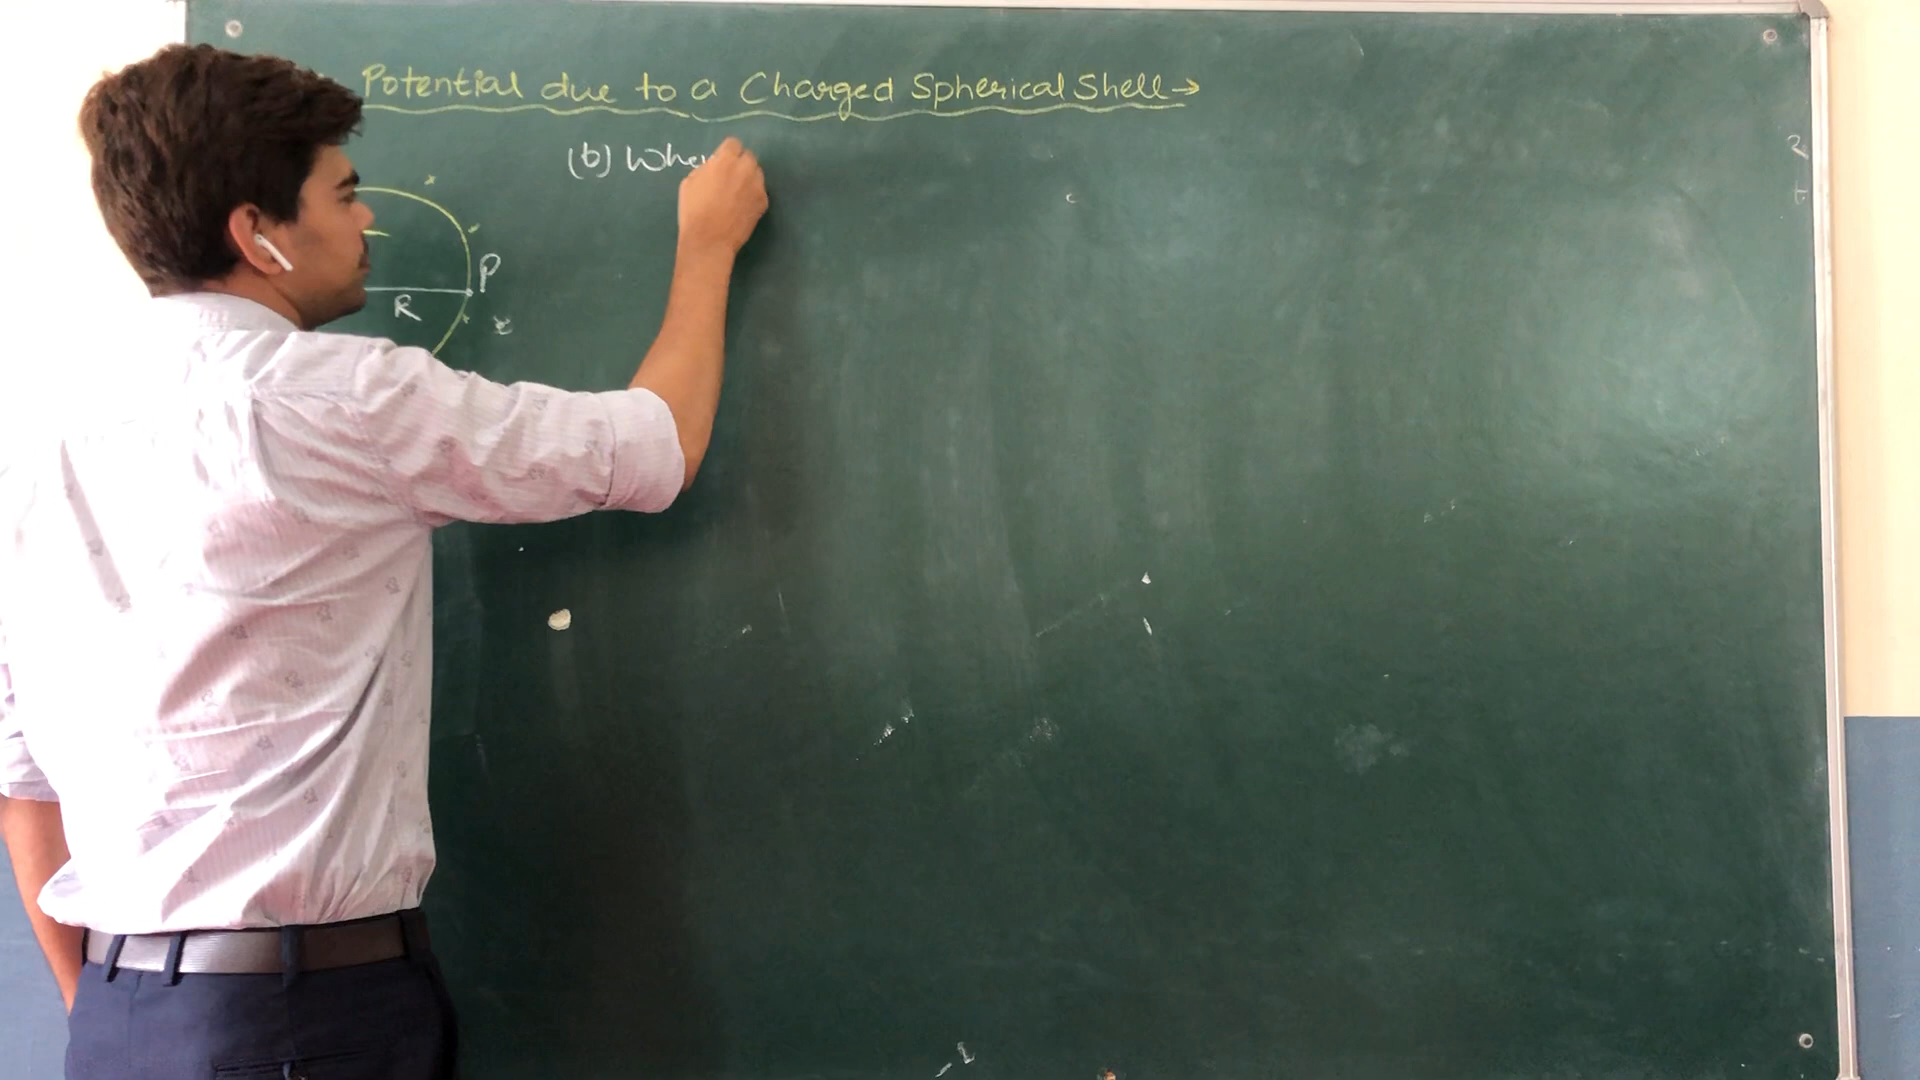 Potential due to a Charged Spherical Shell→
(b) When
P
R